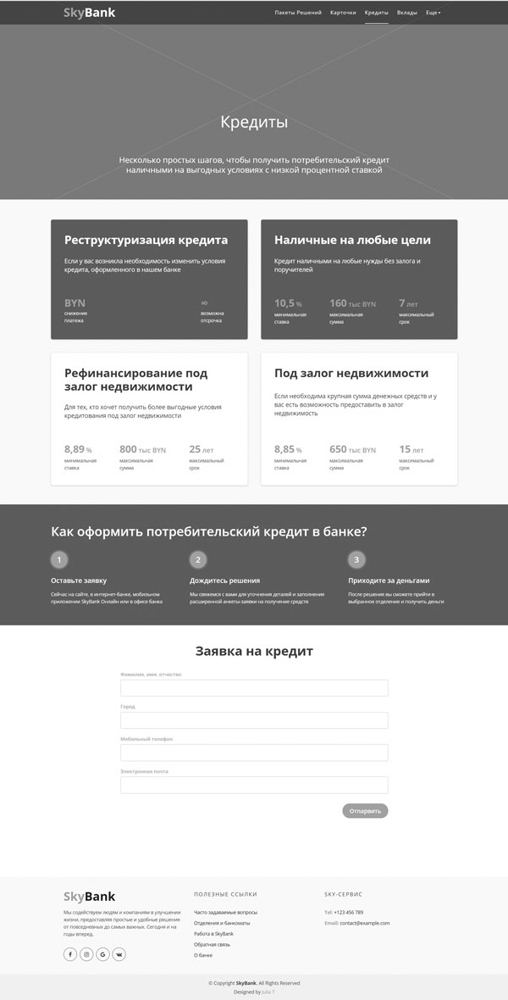 SkyBank
Пакеты Решений Карточки Кредиты Вклады Еще
Кредиты
Несколько простых шагов, чтобы получить потребительский кредит
наличными на выгодных условиях с низкой процентной ставкой
Реструктуризация кредита
Если у вас возникла необходимость изменить условия
кредита, оформленного в нашем банке
BYN
снижение
платежа
∞
возможна
отсрочка
Наличные на любые цели
Кредит наличными на любые нужды без залога и
поручителей
10,5 %
минимальная
ставка
160 тыс BYN
максимальная
сумма
7 лет
максимальный
срок
Рефинансирование под
залог недвижимости
Для тех, кто хочет получить более выгодные условия
кредитования под залог недвижимости
8,89 %
минимальная
ставка
800 тыс BYN
максимальная
сумма
25 лет
максимальный
срок
Под залог недвижимости
Если необходима крупная сумма денежных средств и у
вас есть возможность предоставить в залог
недвижимость
8,85 %
минимальная
ставка
650 тыс BYN
максимальная
сумма
15 лет
максимальный
срок
Как оформить потребительский кредит в банке?
1
Оставьте заявку
Сейчас на сайте, в интернет-банке, мобильном
приложении SkyBank Онлайн или в офисе банка
2
Дождитесь решения
Мы свяжемся с вами для уточнения деталей и заполнении
расширенной анкеты-заявки на получение средств
3
Приходите за деньгами
После решения вы сможете прийти в
выбранное отделение и получить деньги
Заявка на кредит
Фамилия, имя, отчество
Город
Мобильный телефон
Электронная почта
Отпарвить
SkyBank
Мы содействуем людям и компаниям в улучшении
жизни, предоставляя простые и удобные решения
от повседневных до самых важных. Сегодня и на
годы вперед.
ПОЛЕЗНЫЕ ССЫЛКИ
Часто задаваемые вопросы
Отделения и банкоматы
Работа в SkyBank
Обратная связь
О банке
SKY-СЕРВИС
Tel: +123 456 789
Email: contact@example.com
© Copyright SkyBank. All Rights Reserved
Designed by Julia T